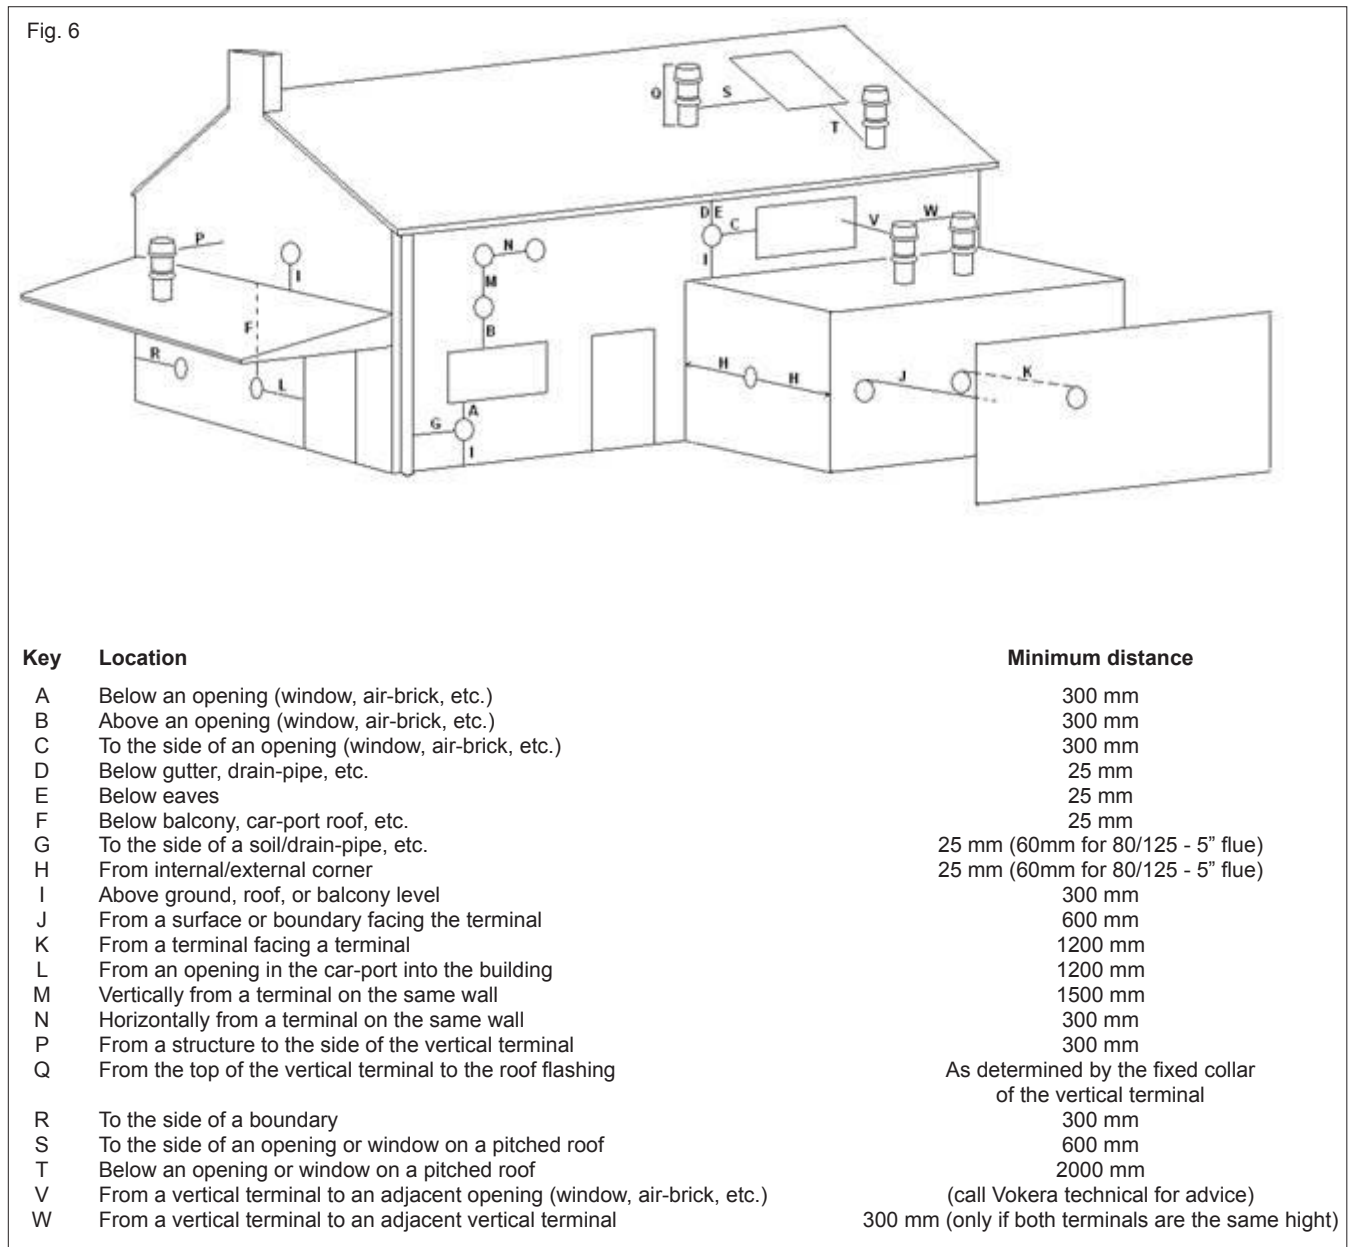 Fig. 6
Q
S
T
D E
C
I
V
W
P
I
N
M
B
F
R
L
A
G
I
H
H
J
K
Key Location Minimum distance
A Below an opening (window, air-brick, etc.) 300 mm
B Above an opening (window, air-brick, etc.) 300 mm
C To the side of an opening (window, air-brick, etc.) 300 mm
D Below gutter, drain-pipe, etc. 25 mm
E Below eaves 25 mm
F Below balcony, car-port roof, etc. 25 mm
G To the side of a soil/drain-pipe, etc. 25 mm (60mm for 80/125 - 5” flue)
H From internal/external corner 25 mm (60mm for 80/125 - 5” flue)
I Above ground, roof, or balcony level 300 mm
J From a surface or boundary facing the terminal 600 mm
K From a terminal facing a terminal 1200 mm
L From an opening in the car-port into the building 1200 mm
M Vertically from a terminal on the same wall 1500 mm
N Horizontally from a terminal on the same wall 300 mm
P From a structure to the side of the vertical terminal 300 mm
Q From the top of the vertical terminal to the roof flashing As determined by the fixed collar
of the vertical terminal
R To the side of a boundary 300 mm
S To the side of an opening or window on a pitched roof 600 mm
T Below an opening or window on a pitched roof 2000 mm
V From a vertical terminal to an adjacent opening (window, air-brick, etc.) (call Vokera technical for advice)
W From a vertical terminal to an adjacent vertical terminal 300 mm (only if both terminals are the same hight)